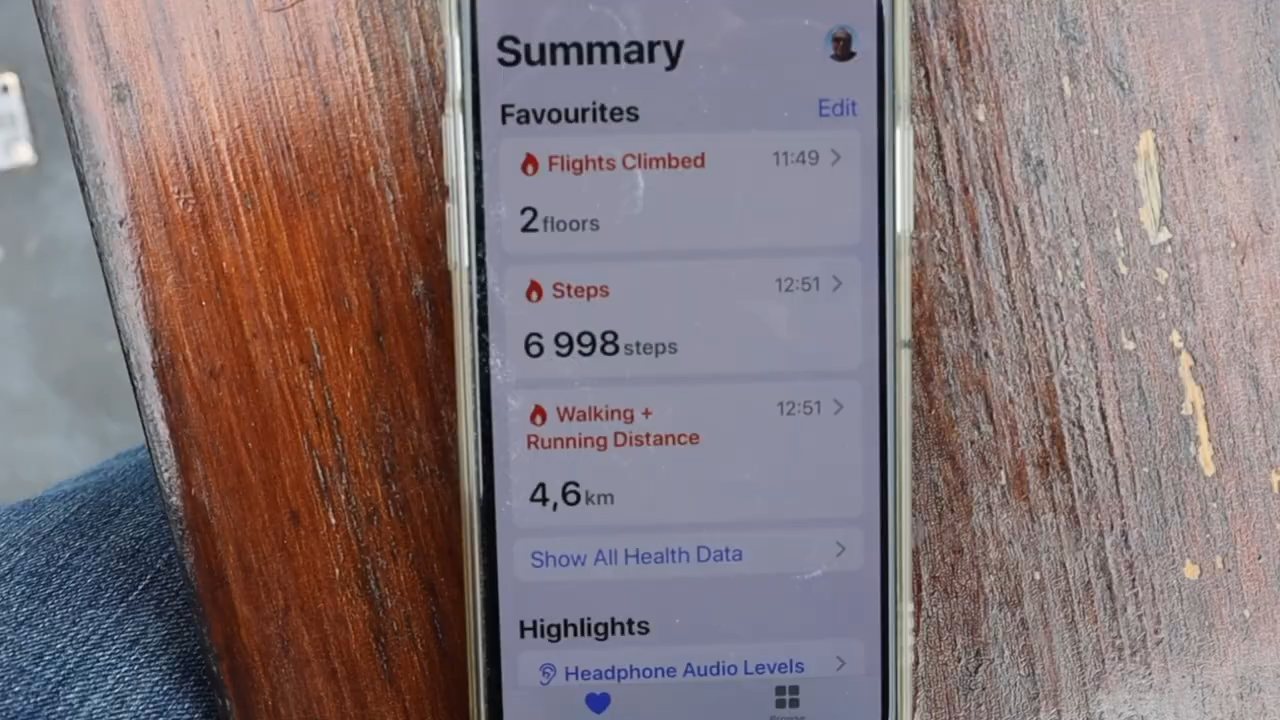 Summary
Favourites
Edit
Flights Climbed
11:49
2 floors
Steps
12:51
6 998 steps
Walking +
12:51
Running Distance
4,6 km
Show All Health Data
Highlights
Headphone Audio Levels
Browse